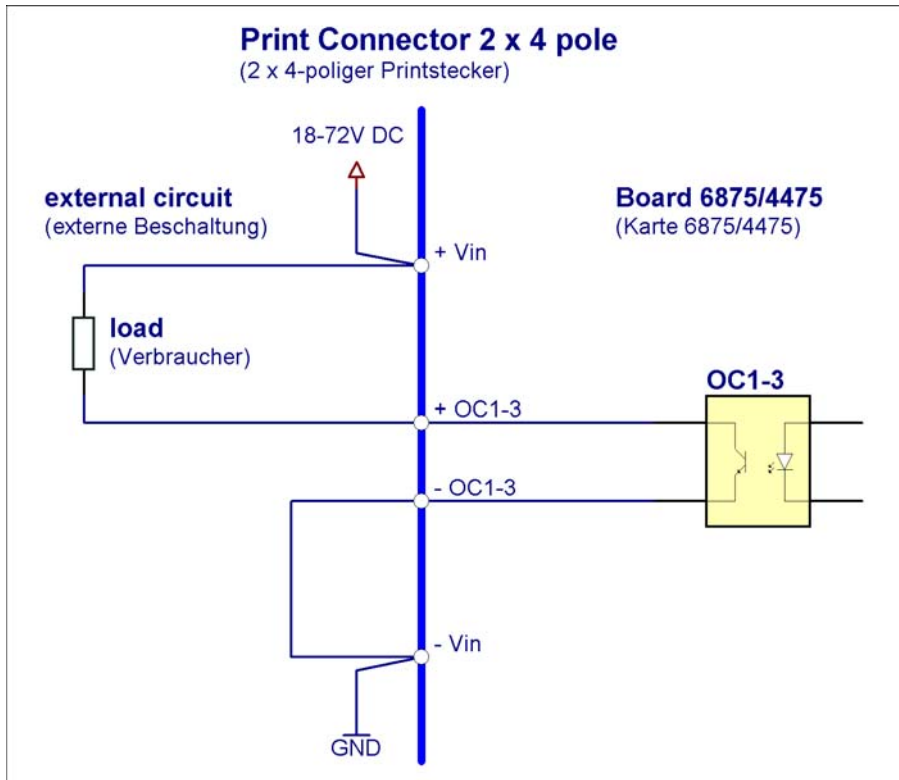 Print Connector 2 x 4 pole
(2 x 4-poliger Printstecker)
18-72V DC
external circuit
(externe Beschaltung)
Board 6875/4475
(Karte 6875/4475)
+ Vin
load
(Verbraucher)
OC1-3
+ OC1-3
- OC1-3
- Vin
GND